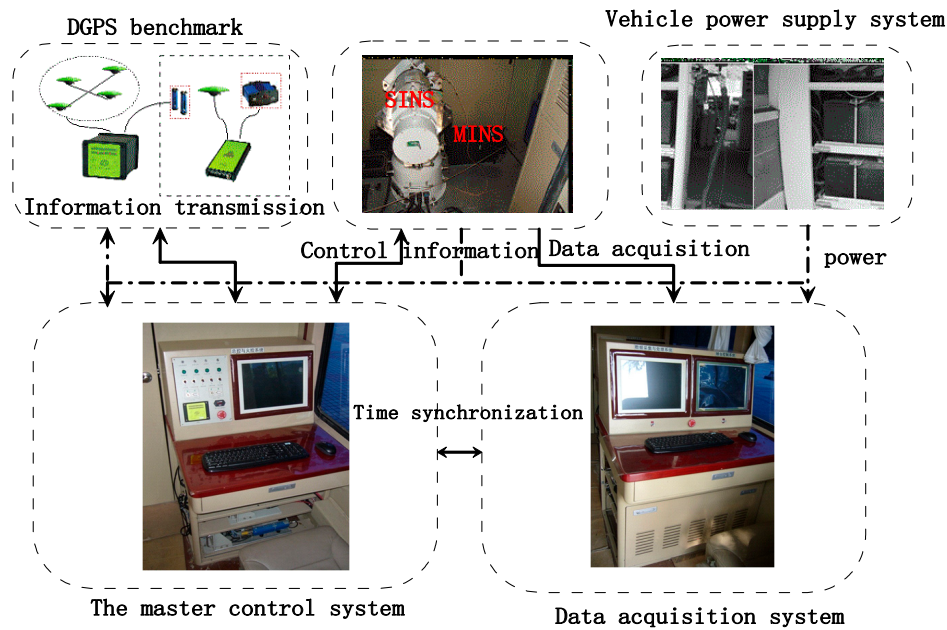 DGPS benchmark
Vehicle power supply system
SINS
MINS
Information transmission
Control information
Data acquisition
power
Time synchronization
The master control system
Data acquisition system